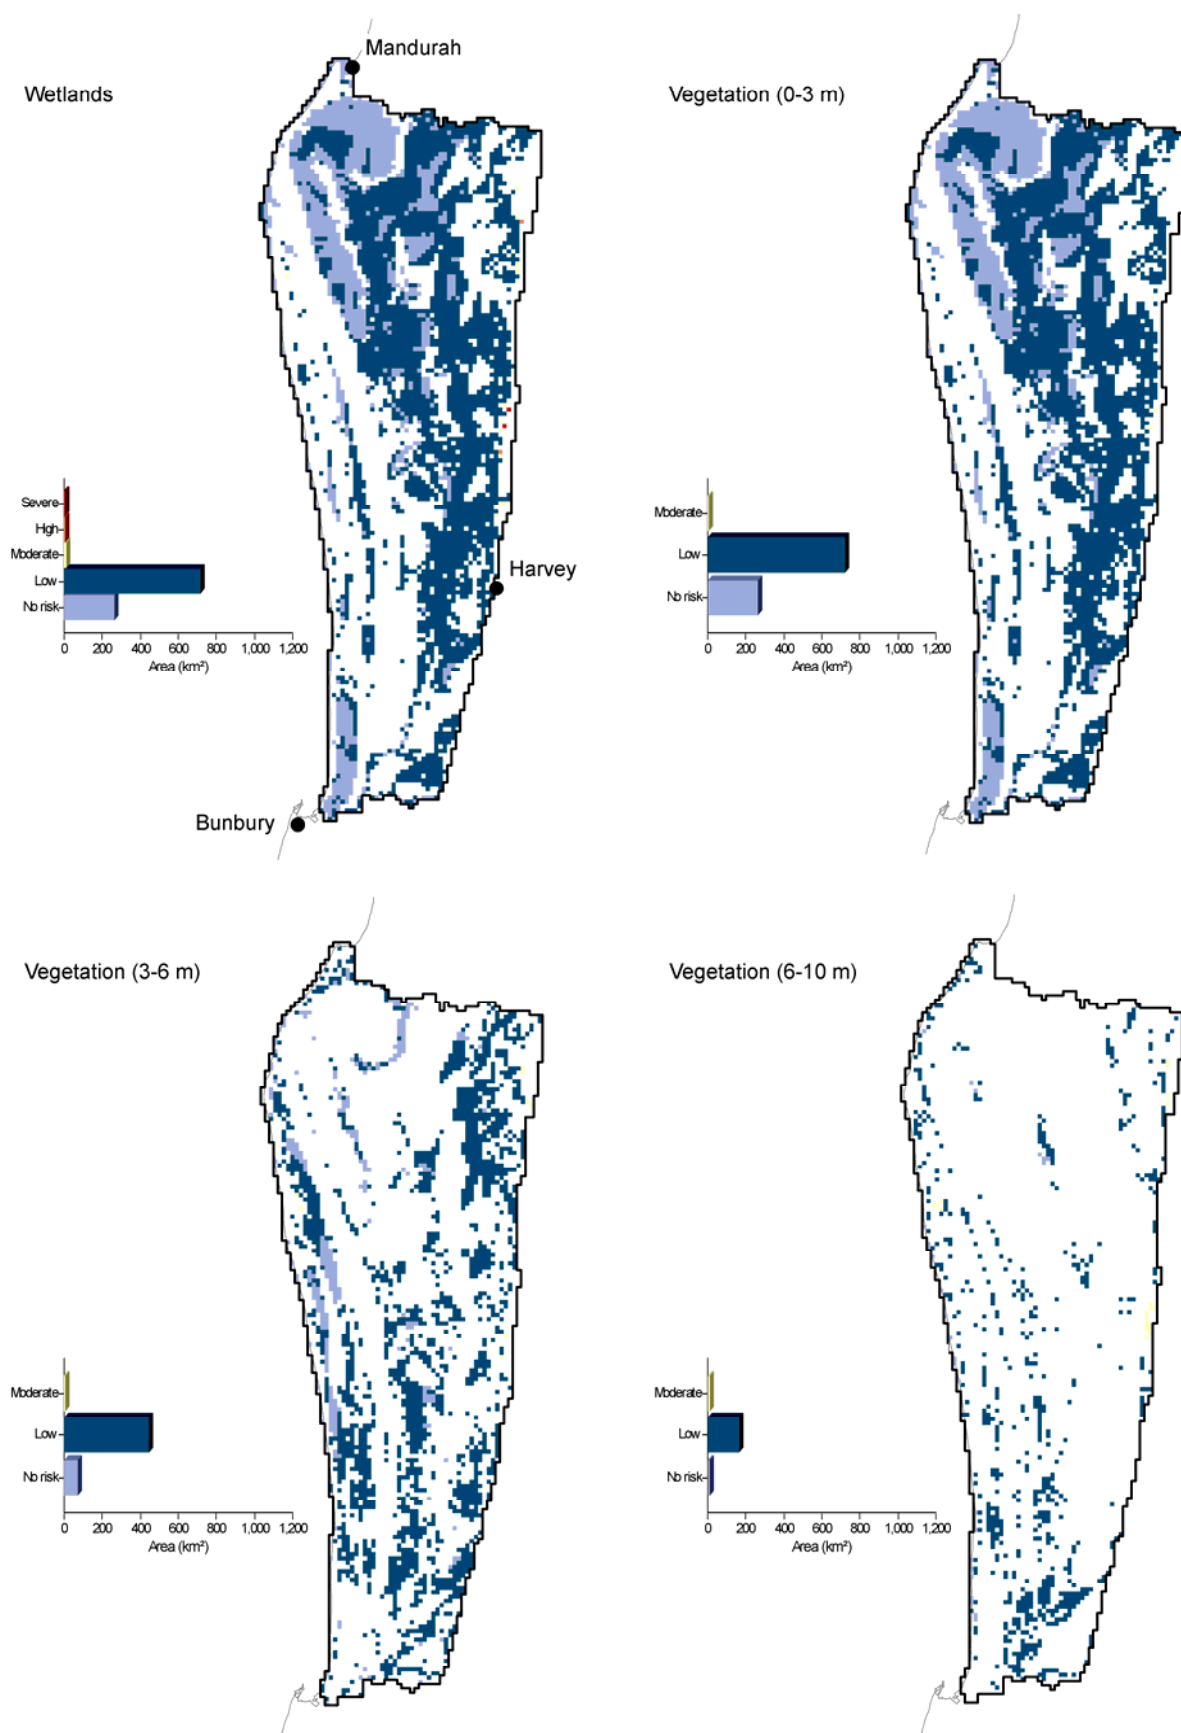 Mandurah
Wetlands
Vegetation (0-3 m)
Severe
High
Moderate
Low
No risk
0 200 400 600 800 1,000 1,200
Area (km²)
Harvey
Bunbury
Moderate
Low
No risk
0 200 400 600 800 1,000 1,200
Area (km²)
Vegetation (3-6 m)
Vegetation (6-10 m)
Moderate
Low
No risk
0 200 400 600 800 1,000 1,200
Area (km²)
Moderate
Low
No risk
0 200 400 600 800 1,000 1,200
Area (km²)